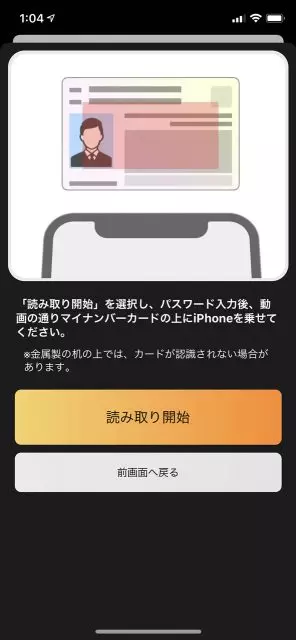 1:04
「読み取り開始」を選択し、パスワード入力後、動
画の通りマイナンバーカードの上にiPhoneを乗せて
ください。
※金属製の机の上では、カードが認識されない場合が
あります。
読み取り開始
前画面へ戻る